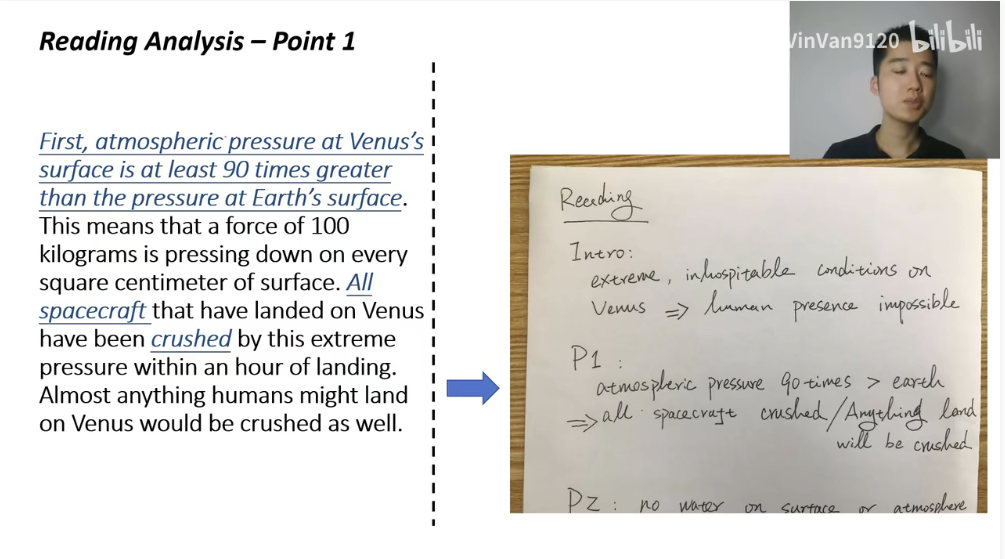 Reading Analysis – Point 1
VinVan9120 bilibili
First, atmospheric pressure at Venus's
surface is at least 90 times greater
than the pressure at Earth's surface.
This means that a force of 100
kilograms is pressing down on every
square centimeter of surface. All
spacecraft that have landed on Venus
have been crushed by this extreme
pressure within an hour of landing.
Almost anything humans might land
on Venus would be crushed as well.
Reading
Intro:
extreme, inhospitable conditions on
Venus => human presence impossible
P1:
atmospheric pressure 90 times > earth
=> all spacecraft crushed/Anything land
will be crushed
P2: no water on surface or atmosphere